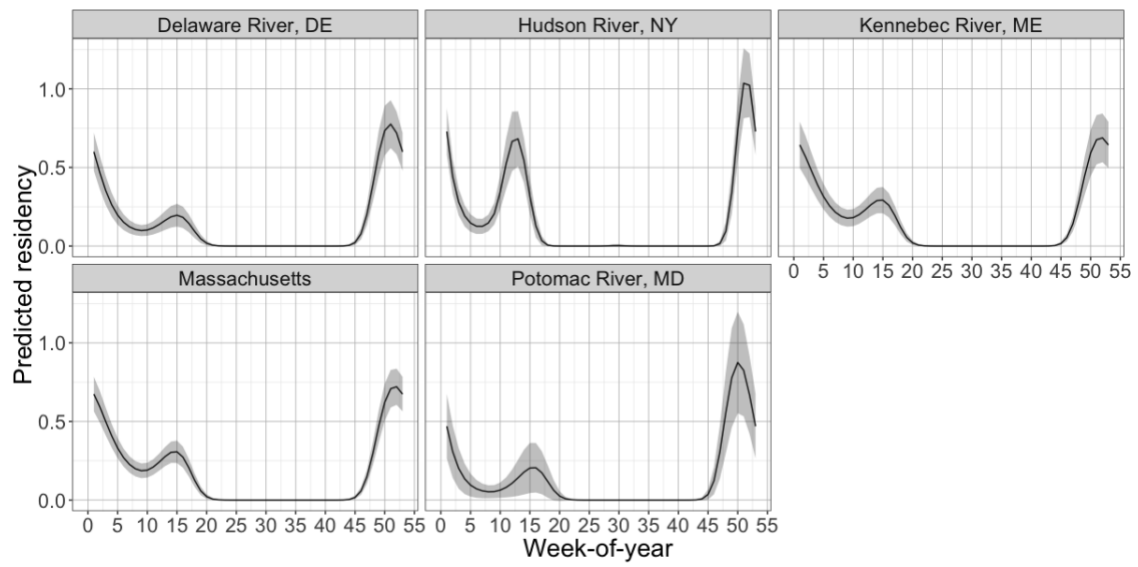 Delaware River, DE
Hudson River, NY
Kennebec River, ME
1.0
0.5
0.0
0 5 10 15 20 25 30 35 40 45 50 55
Massachusetts
Potomac River, MD
1.0
0.5
0.0
0 5 10 15 20 25 30 35 40 45 50 55
0 5 10 15 20 25 30 35 40 45 50 55
Predicted residency
Week-of-year